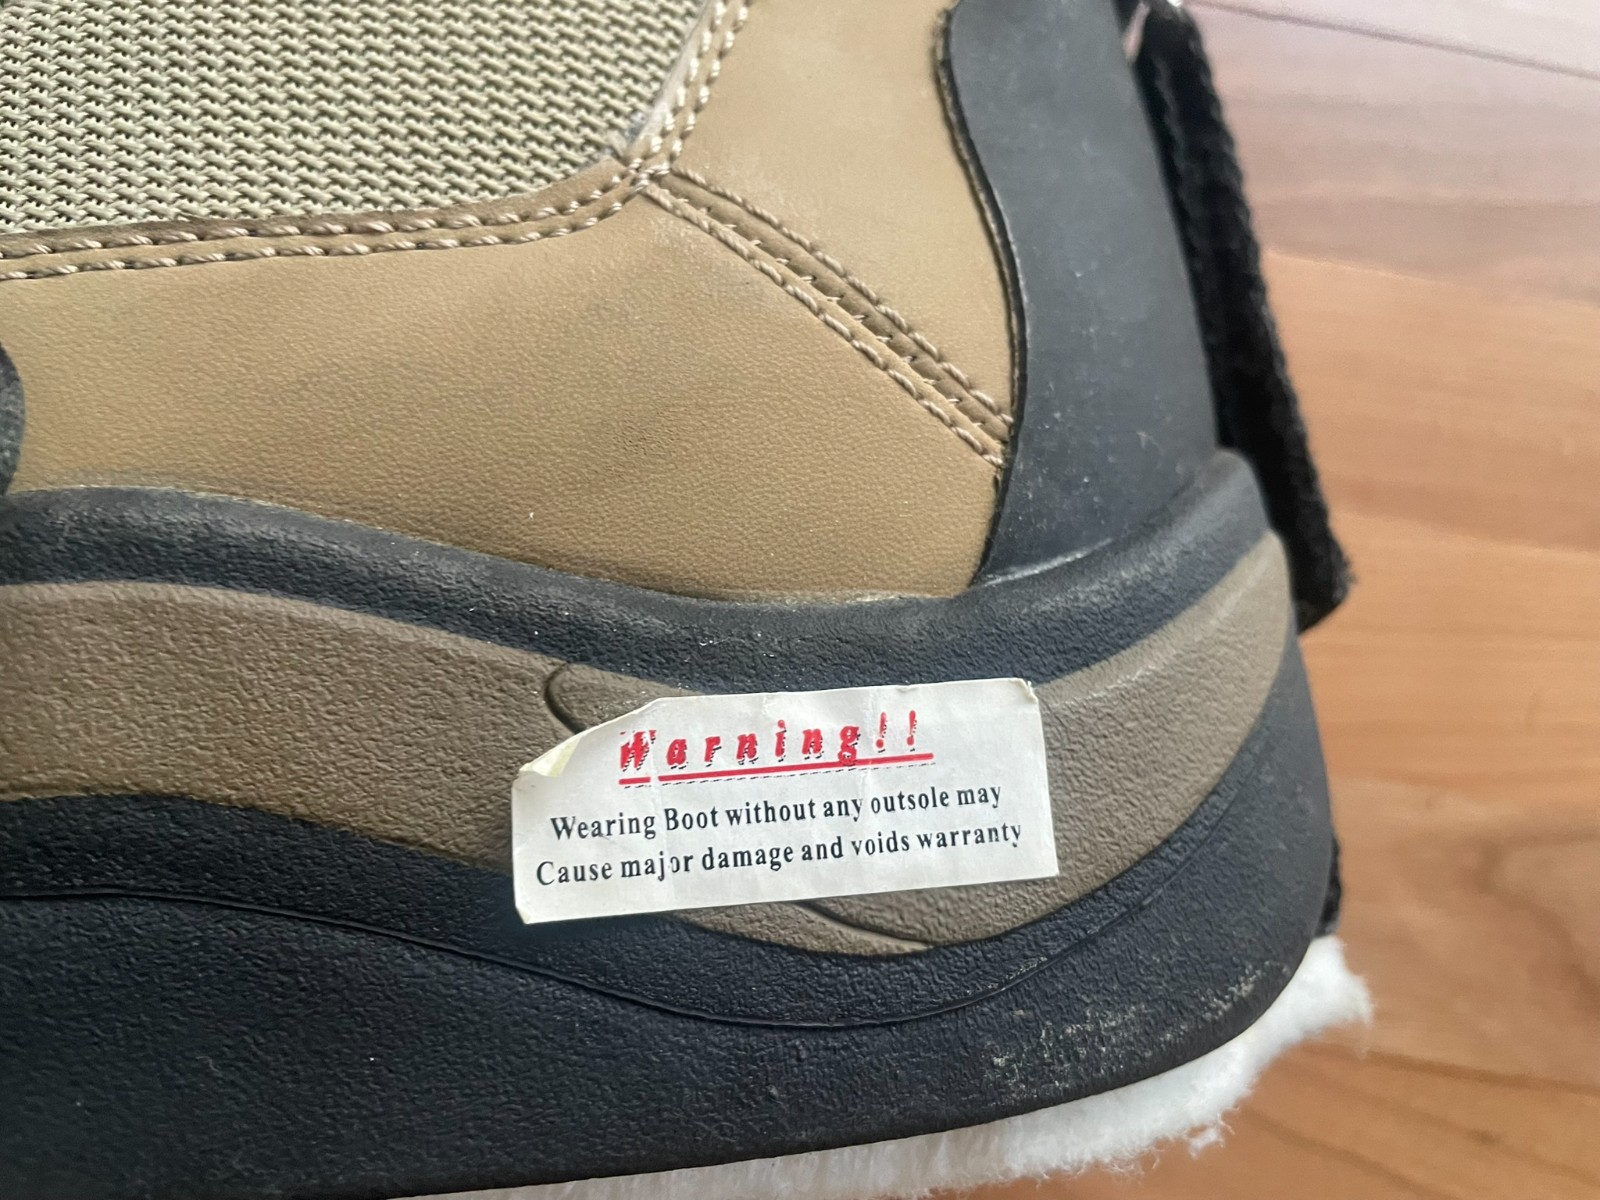 Warning!!
Wearing Boot without any outsole may
Cause major damage and voids warranty